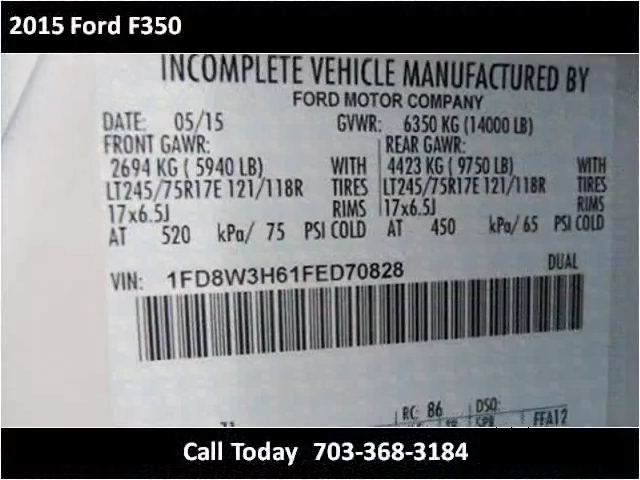 2015 Ford F350
INCOMPLETE VEHICLE MANUFACTURED BY
FORD MOTOR COMPANY
DATE: 05/15 GVWR: 6350 KG (14000 LB)
FRONT GAWR: REAR GAWR:
2694 KG ( 5940 LB) WITH 4423 KG ( 9750 LB) WITH
LT245/75R17E 121/118R TIRES LT245/75R17E 121/118R TIRES
17x6.5J RIMS 17x6.5J RIMS
AT 520 kPa/ 75 PSI COLD AT 450 kPa/ 65 PSI COLD
VIN: 1FD8W3H61FED70828 DUAL
RC: 86 DSO:
FFA12
Call Today 703-368-3184